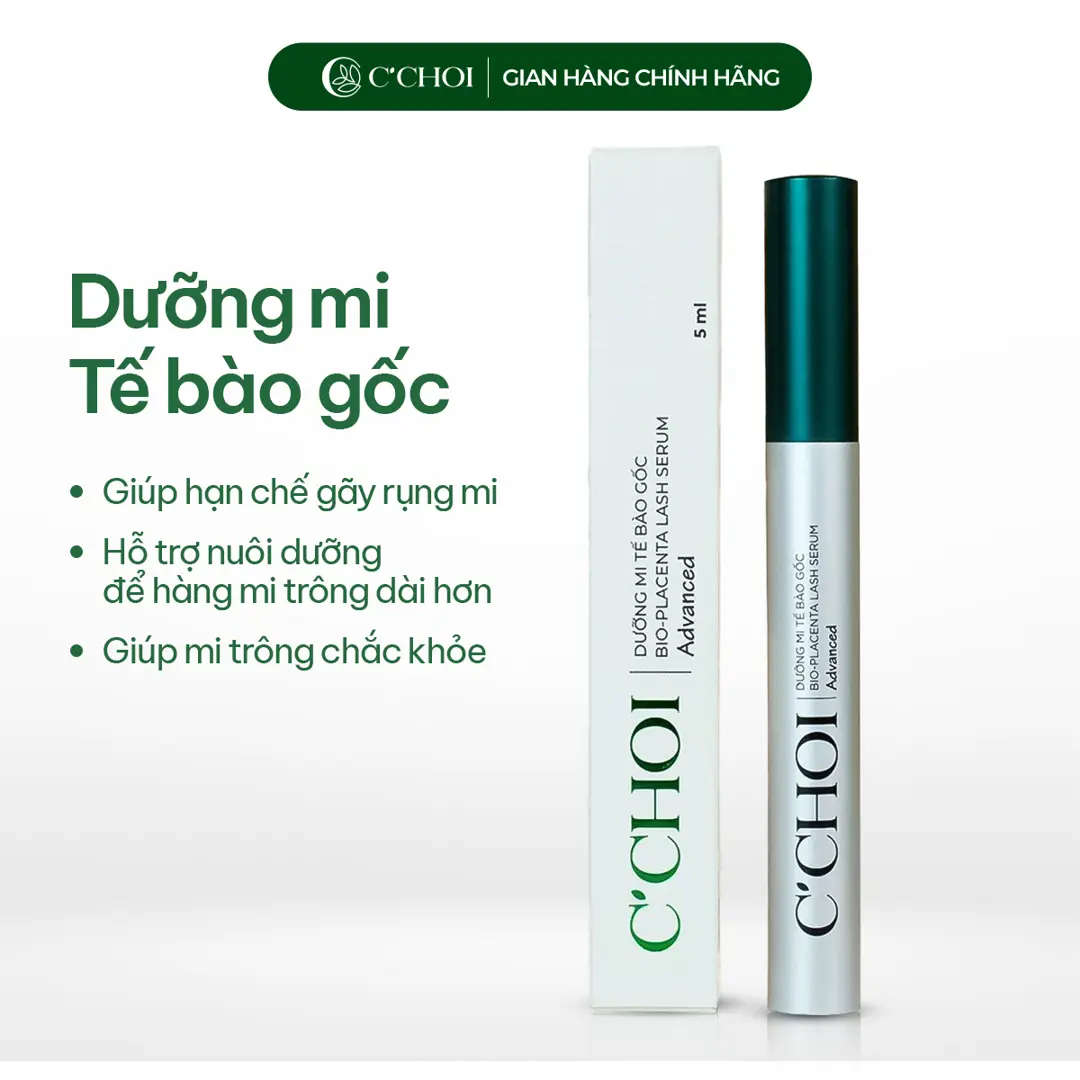 C'CHOI | GIAN HÀNG CHÍNH HÃNG
Dưỡng mi
Tế bào gốc
• Giúp hạn chế gãy rụng mi
• Hỗ trợ nuôi dưỡng
để hàng mi trông dài hơn
• Giúp mi trông chắc khỏe
C'CHOI
DƯỠNG MI TẾ BÀO GỐC
BIO-PLACENTA LASH SERUM
Advanced
5 ml
C'CHOI
DƯỠNG MI TẾ BÀO GỐC
BIO-PLACENTA LASH SERUM
Advanced